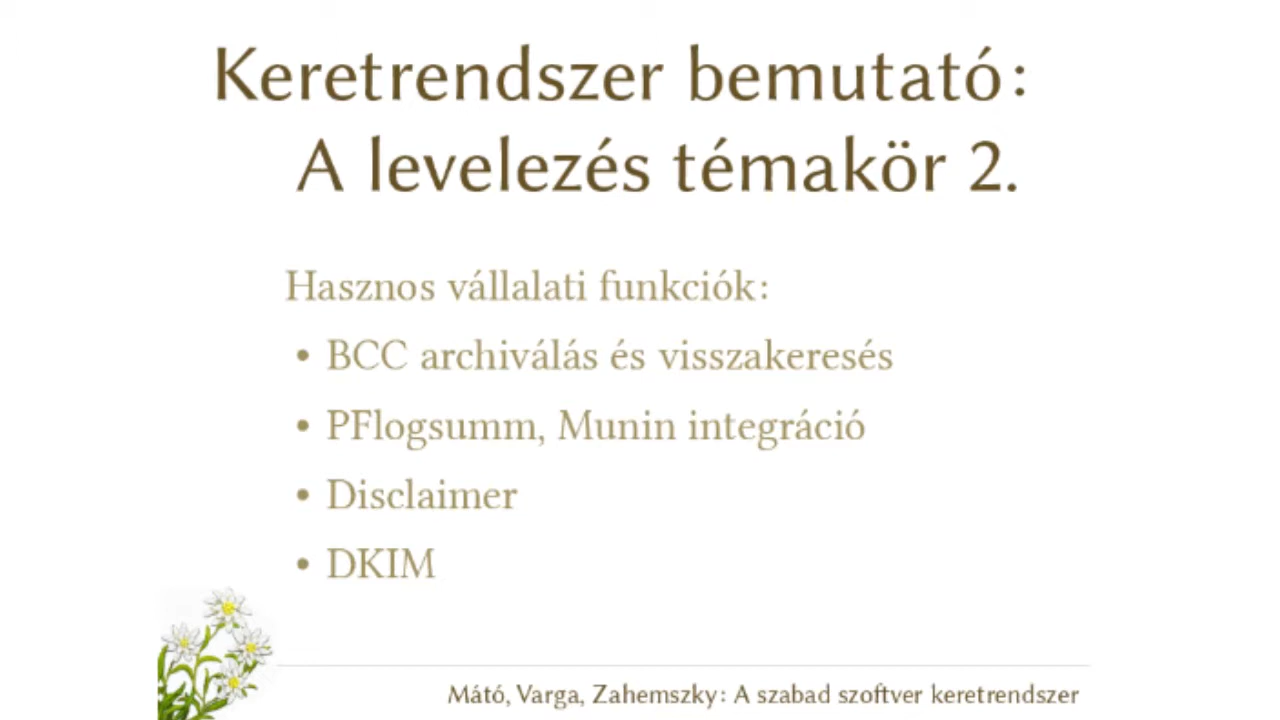 Keretrendszer bemutató:
A levelezés témakör 2.
Hasznos vállalati funkciók:
• BCC archiválás és visszakeresés
• PFlogsumm, Munin integráció
• Disclaimer
• DKIM
Mátó, Varga, Zahemszky: A szabad szoftver keretrendszer